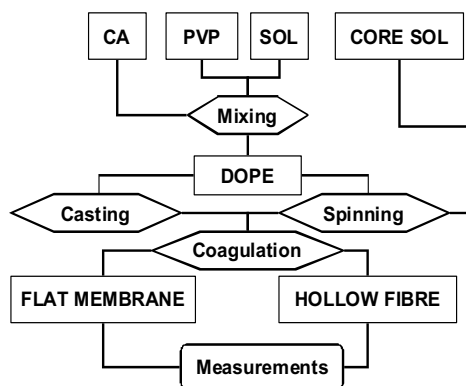 CA
PVP
SOL
CORE SOL
Mixing
DOPE
Casting
Spinning
Coagulation
FLAT MEMBRANE
HOLLOW FIBRE
Measurements